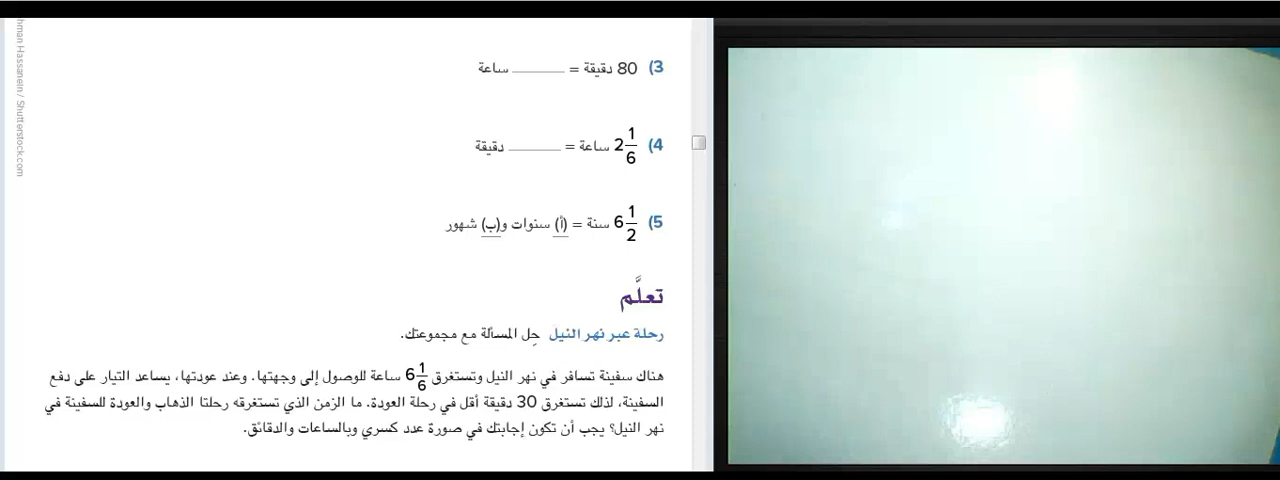 3) 80 دقيقة = ______ ساعة
4) 2 1/6 ساعة = ______ دقيقة
5) 6 1/2 سنة = (أ) سنوات و(ب) شهور
تعلَّم
رحلة عبر نهر النيل حِل المسألة مع مجموعتك.
هناك سفينة تسافر في نهر النيل وتستغرق 6 1/6 ساعة للوصول إلى وجهتها. وعند عودتها، يساعد التيار على دفع
السفينة، لذلك تستغرق 30 دقيقة أقل في رحلة العودة. ما الزمن الذي تستغرقه رحلتا الذهاب والعودة للسفينة في
نهر النيل؟ يجب أن تكون إجابتك في صورة عدد كسري وبالساعات والدقائق.
hman Hassanein / Shutterstock.com